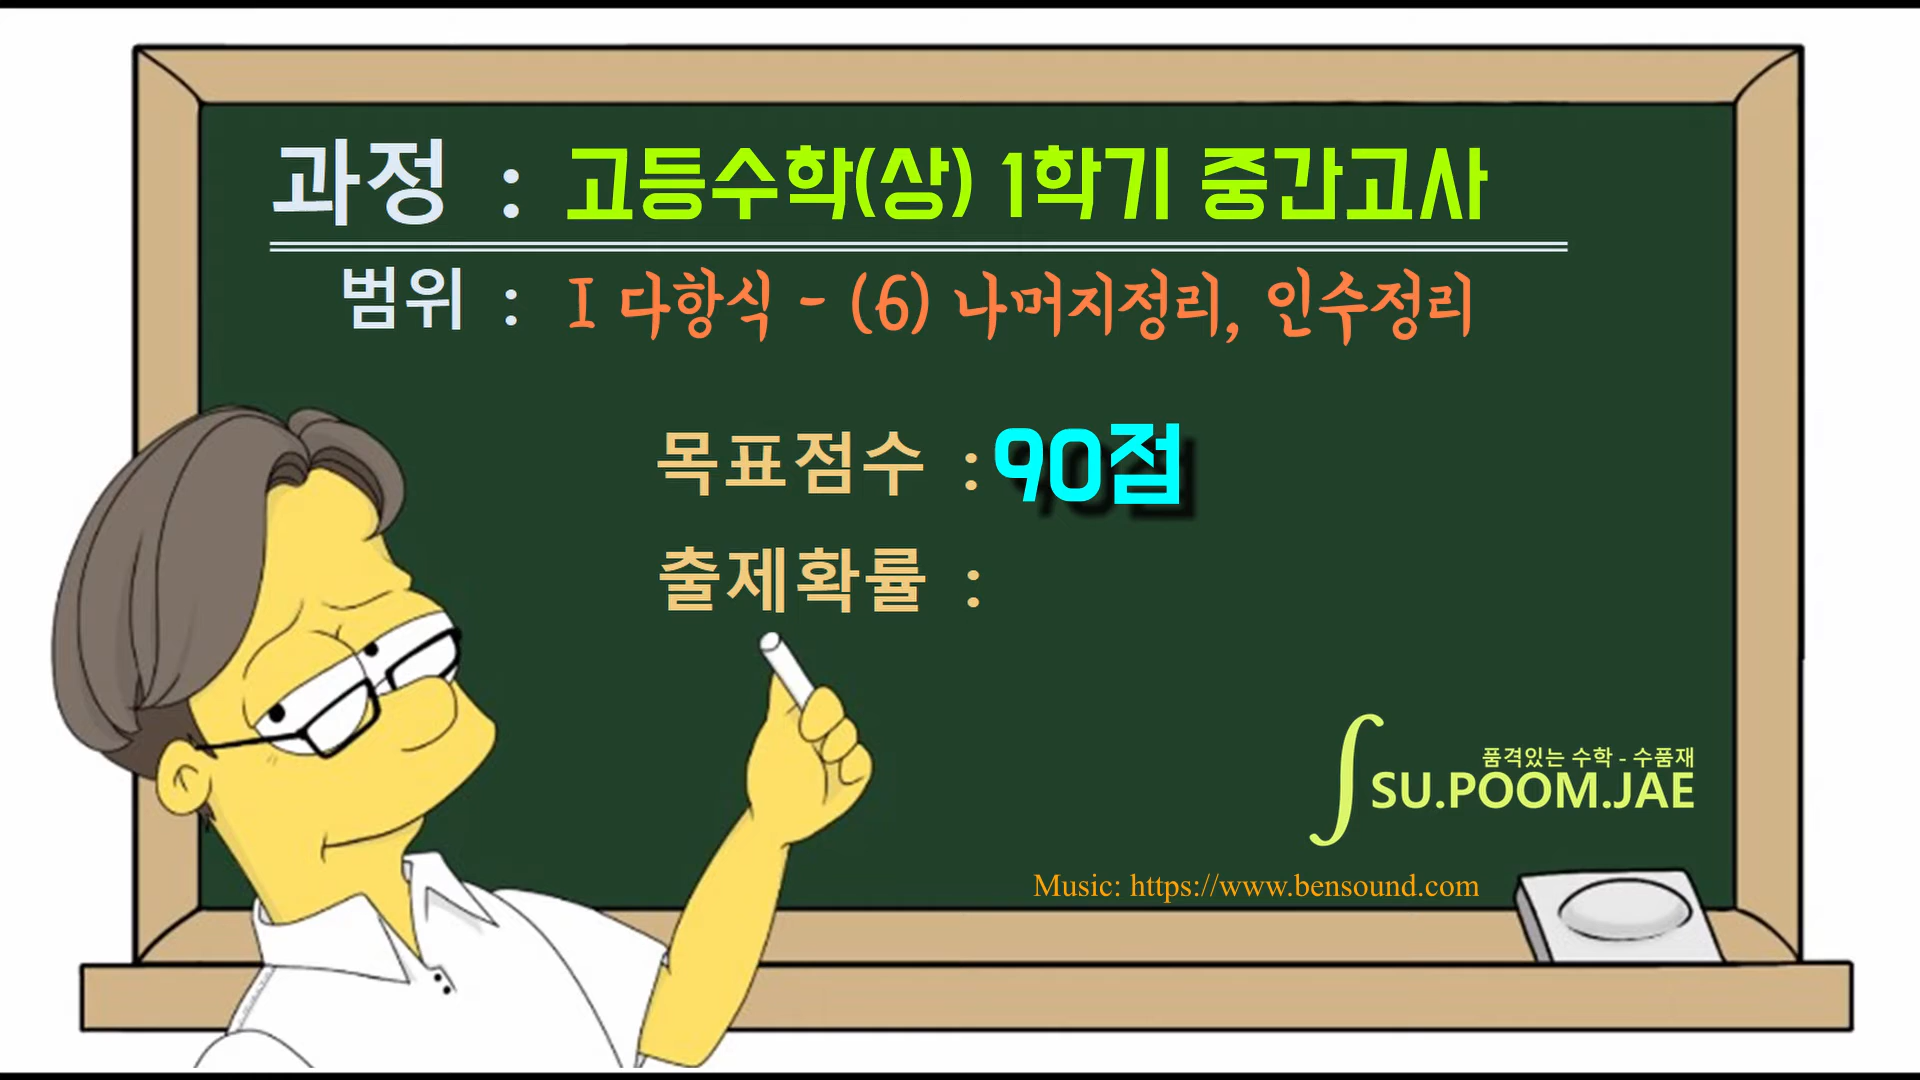 과정 : 고등수학(상) 1학기 중간고사
범위 : I 다항식 - (6) 나머지정리, 인수정리
목표점수 : 90점
출제확률 :
품격있는 수학 - 수품재
SU.POOM.JAE
Music: https://www.bensound.com